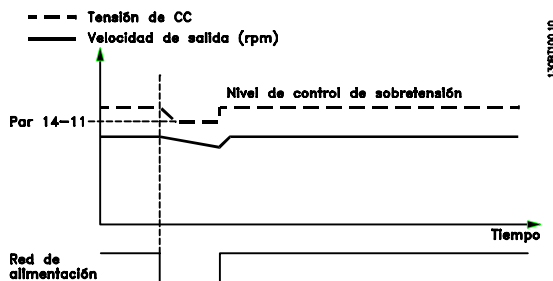 Tensión de CC
Velocidad de salida (rpm)
130BT090.10
Nivel de control de sobretensión
Par 14-11
Tiempo
Red de
alimentación